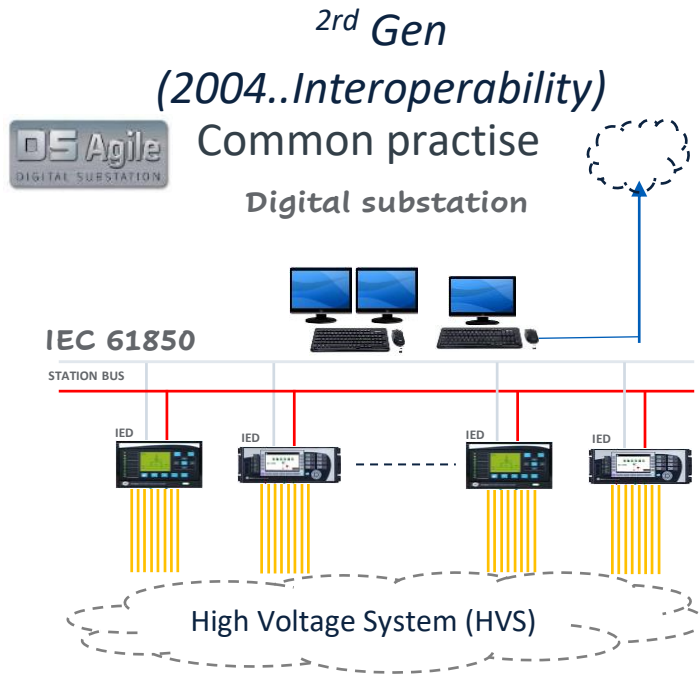 2rd Gen
(2004..Interoperability)
Common practise
DS Agile
DIGITAL SUBSTATION
Digital substation
IEC 61850
STATION BUS
IED
IED
IED
IED
High Voltage System (HVS)